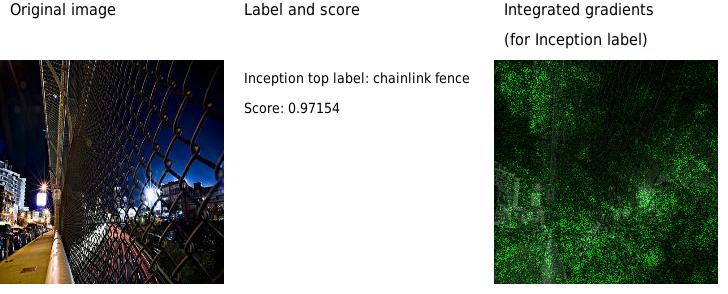 Original image
Label and score
Integrated gradients
(for Inception label)
Inception top label: chainlink fence
Score: 0.97154